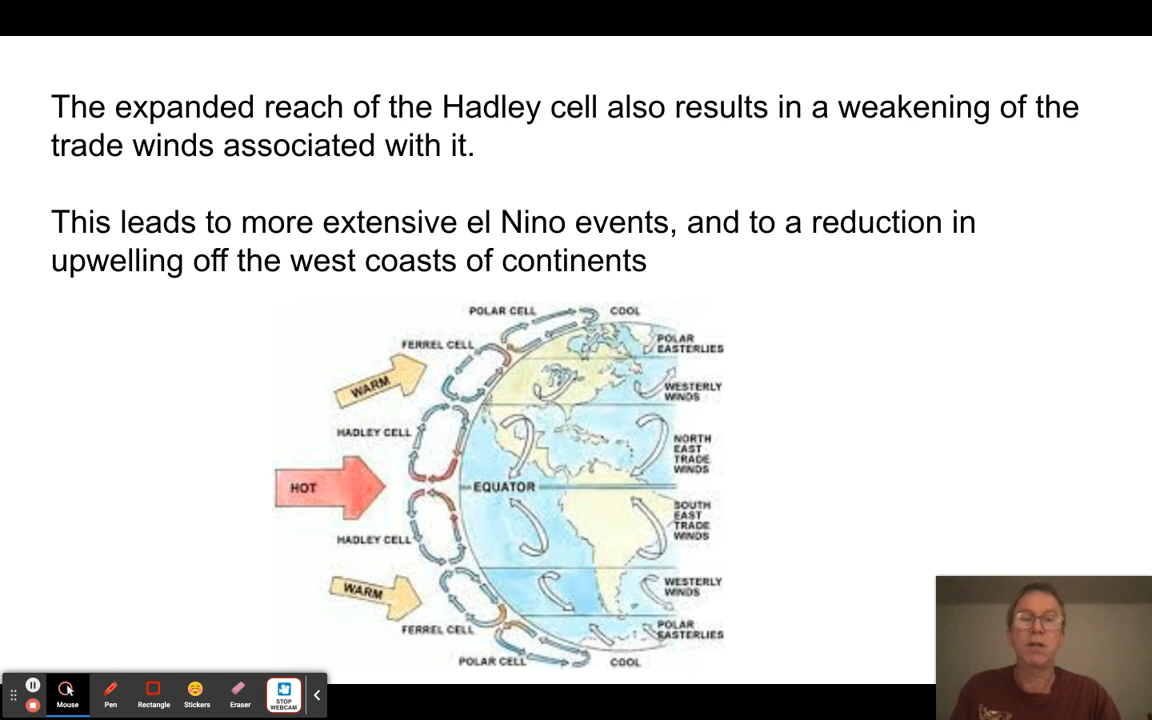 The expanded reach of the Hadley cell also results in a weakening of the
trade winds associated with it.
This leads to more extensive el Nino events, and to a reduction in
upwelling off the west coasts of continents
POLAR CELL
COOL
FERREL CELL
POLAR
EASTERLIES
WARM
WESTERLY
WINDS
HADLEY CELL
NORTH
EAST
TRADE
WINDS
HOT
EQUATOR
SOUTH
EAST
TRADE
WINDS
HADLEY CELL
WARM
WESTERLY
WINDS
FERREL CELL
POLAR
EASTERLIES
POLAR CELL
COOL
Mouse
Pen
Rectangle
Stickers
Eraser
STOP
WEBCAM